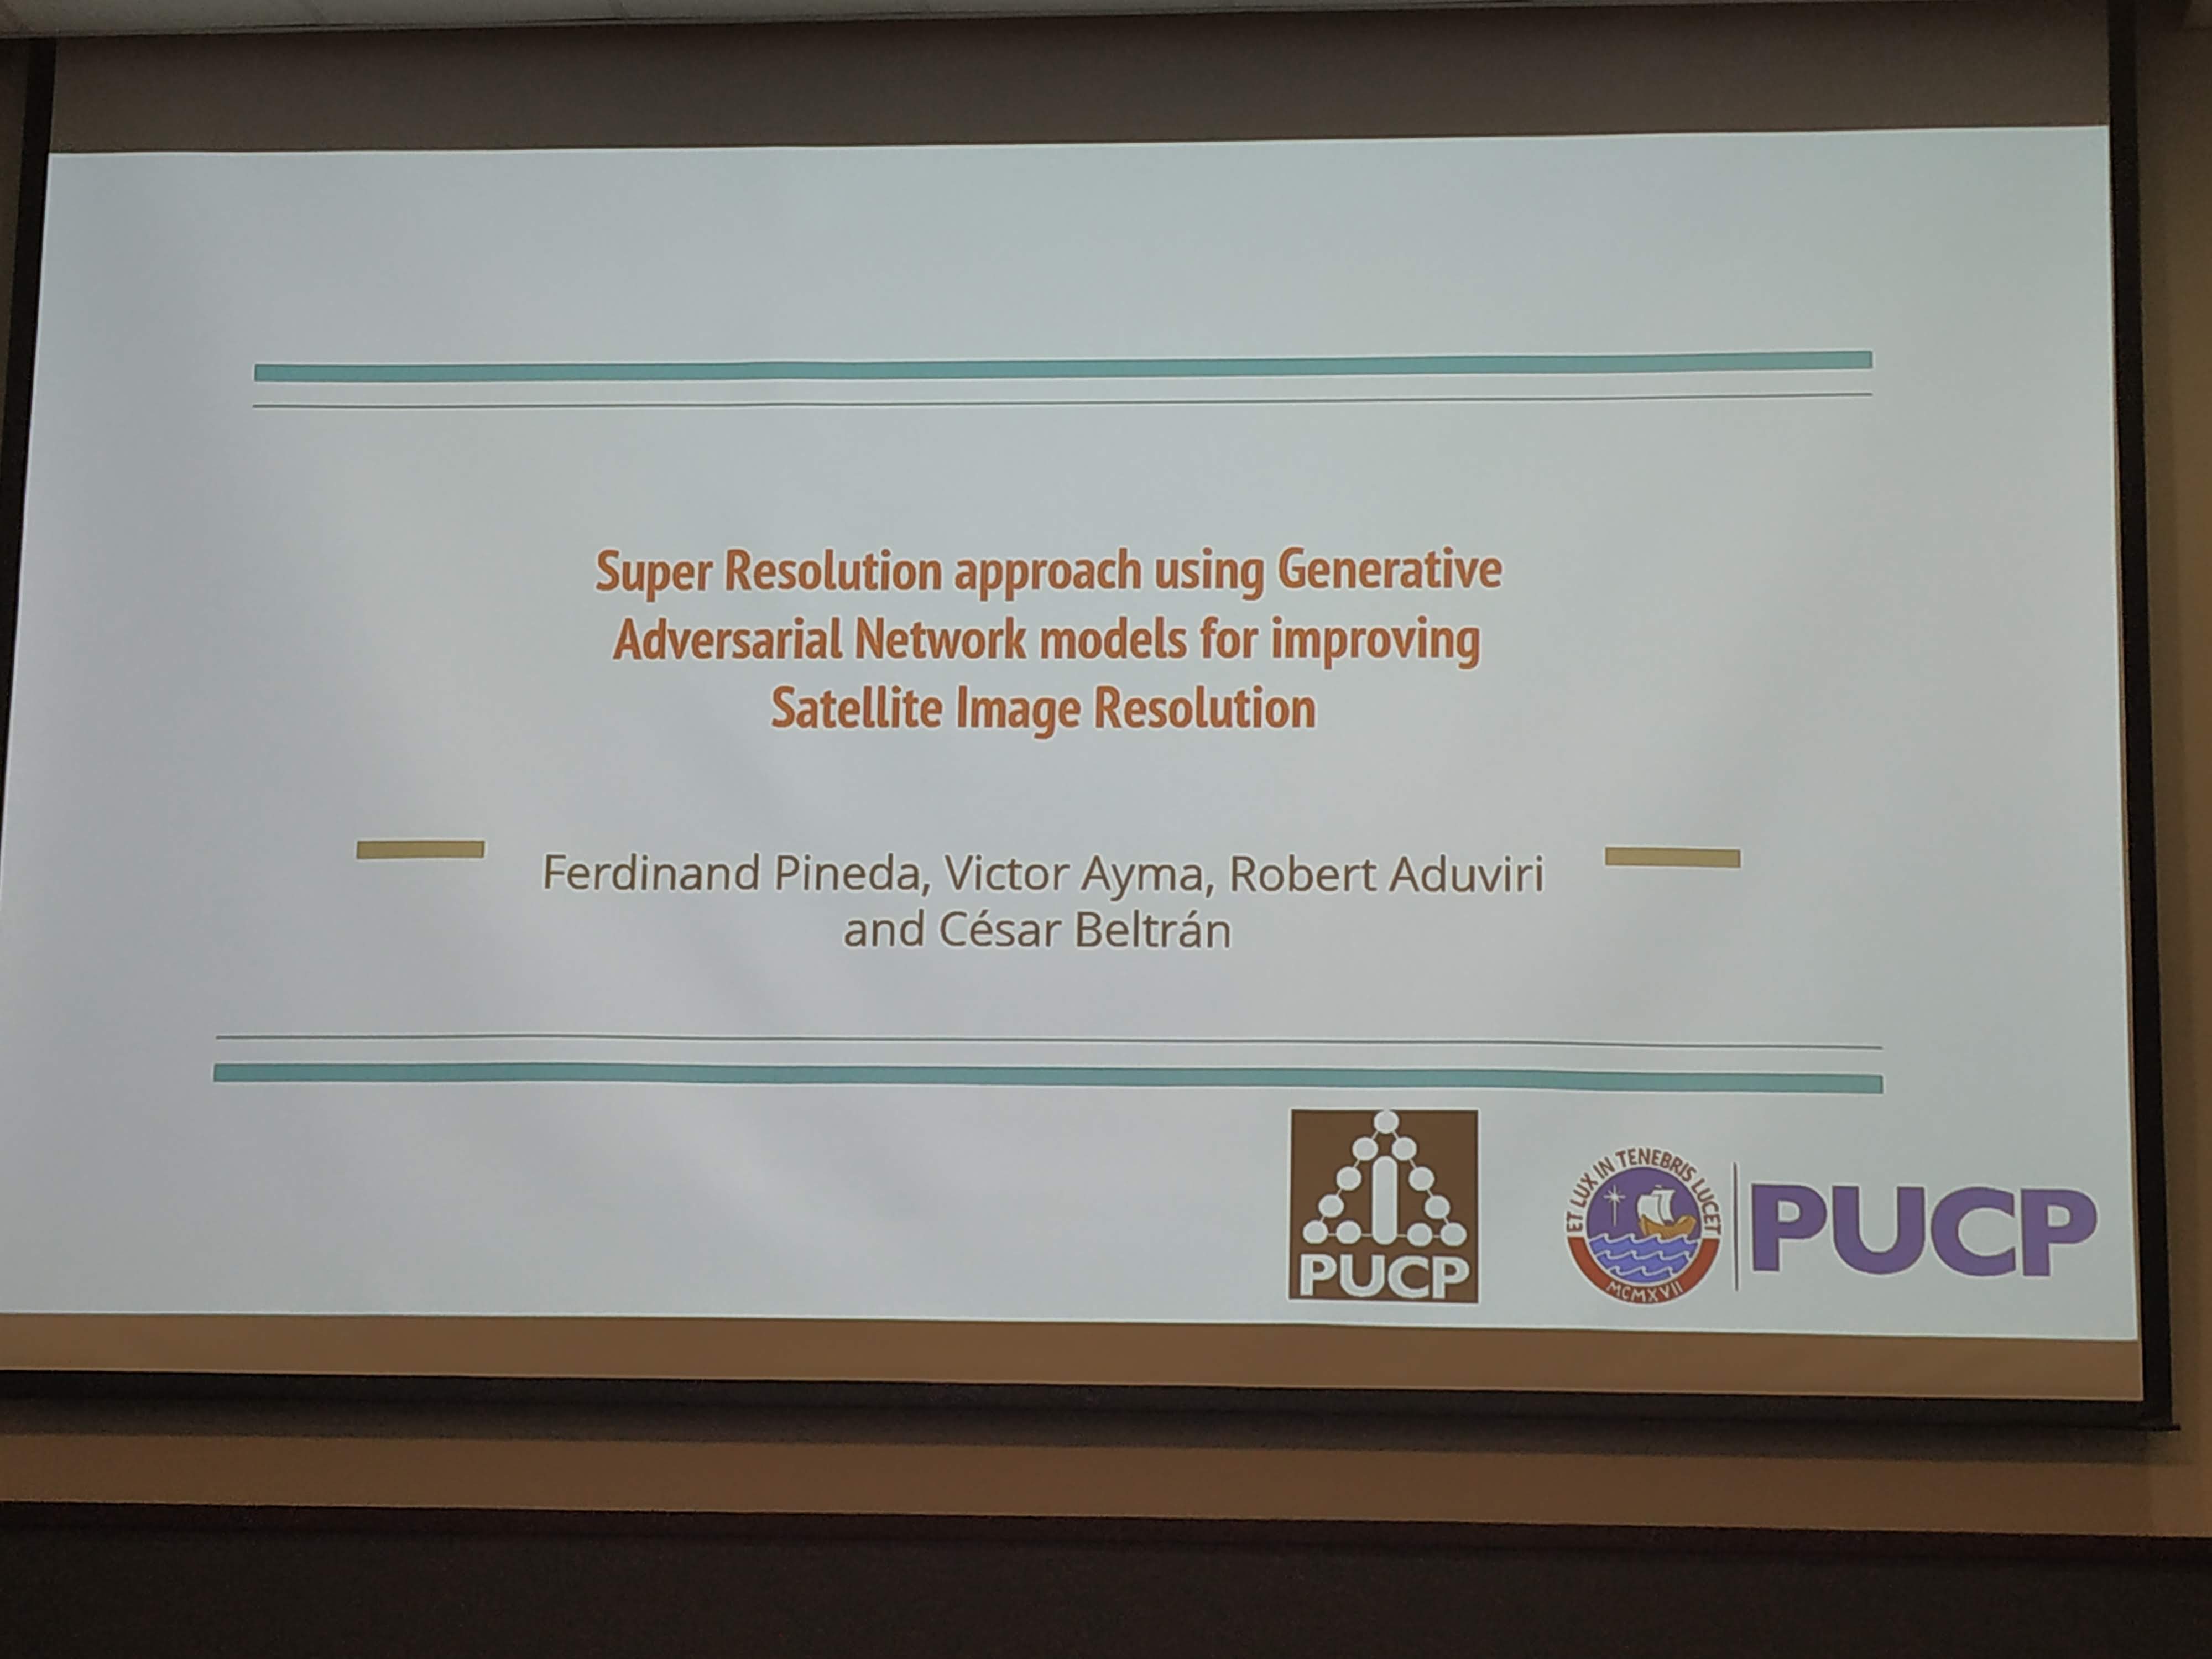 Super Resolution approach using Generative
Adversarial Network models for improving
Satellite Image Resolution
Ferdinand Pineda, Victor Ayma, Robert Aduviri
and César Beltrán
PUCP
ET LUX IN TENEBRIS LUCET
MCMXVII
PUCP